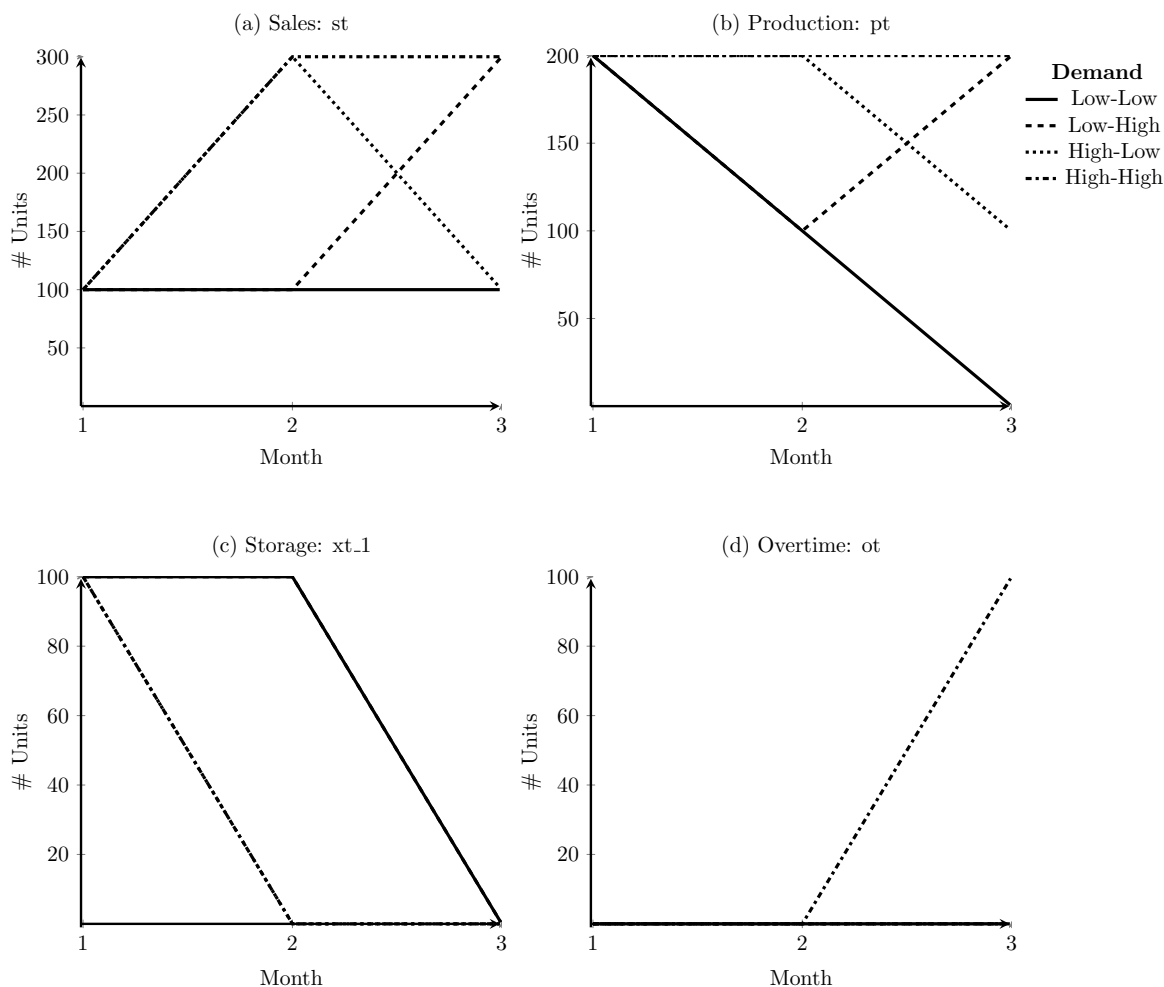 (a) Sales: st
300
250
200
150
100
50
# Units
1 2 3
Month
(b) Production: pt
200
150
100
50
# Units
1 2 3
Month
Demand
Low-Low
Low-High
High-Low
High-High
(c) Storage: xt_1
100
80
60
40
20
# Units
1 2 3
Month
(d) Overtime: ot
100
80
60
40
20
# Units
1 2 3
Month